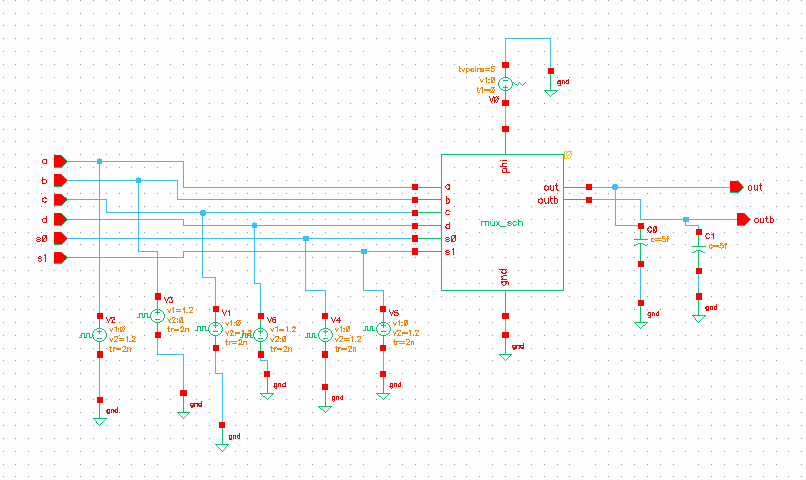 tvpairs=5
v1:0
t1=0
V0
gnd
I0
phi
a
b
c
d
s0
s1
a
b
c
d
s0
s1
mux_sch
out
outb
gnd
out
outb
C0
c=5f
C1
c=5f
gnd
gnd
gnd
V2
v1:0
v2=1.2
tr=2n
gnd
V3
v1=1.2
v2:0
tr=2n
gnd
V1
v1:0
v2=1.2
tr=2n
gnd
V6
v1=1.2
v2:0
tr=2n
gnd
V4
v1:0
v2=1.2
tr=2n
gnd
V5
v1:0
v2=1.2
tr=2n
gnd